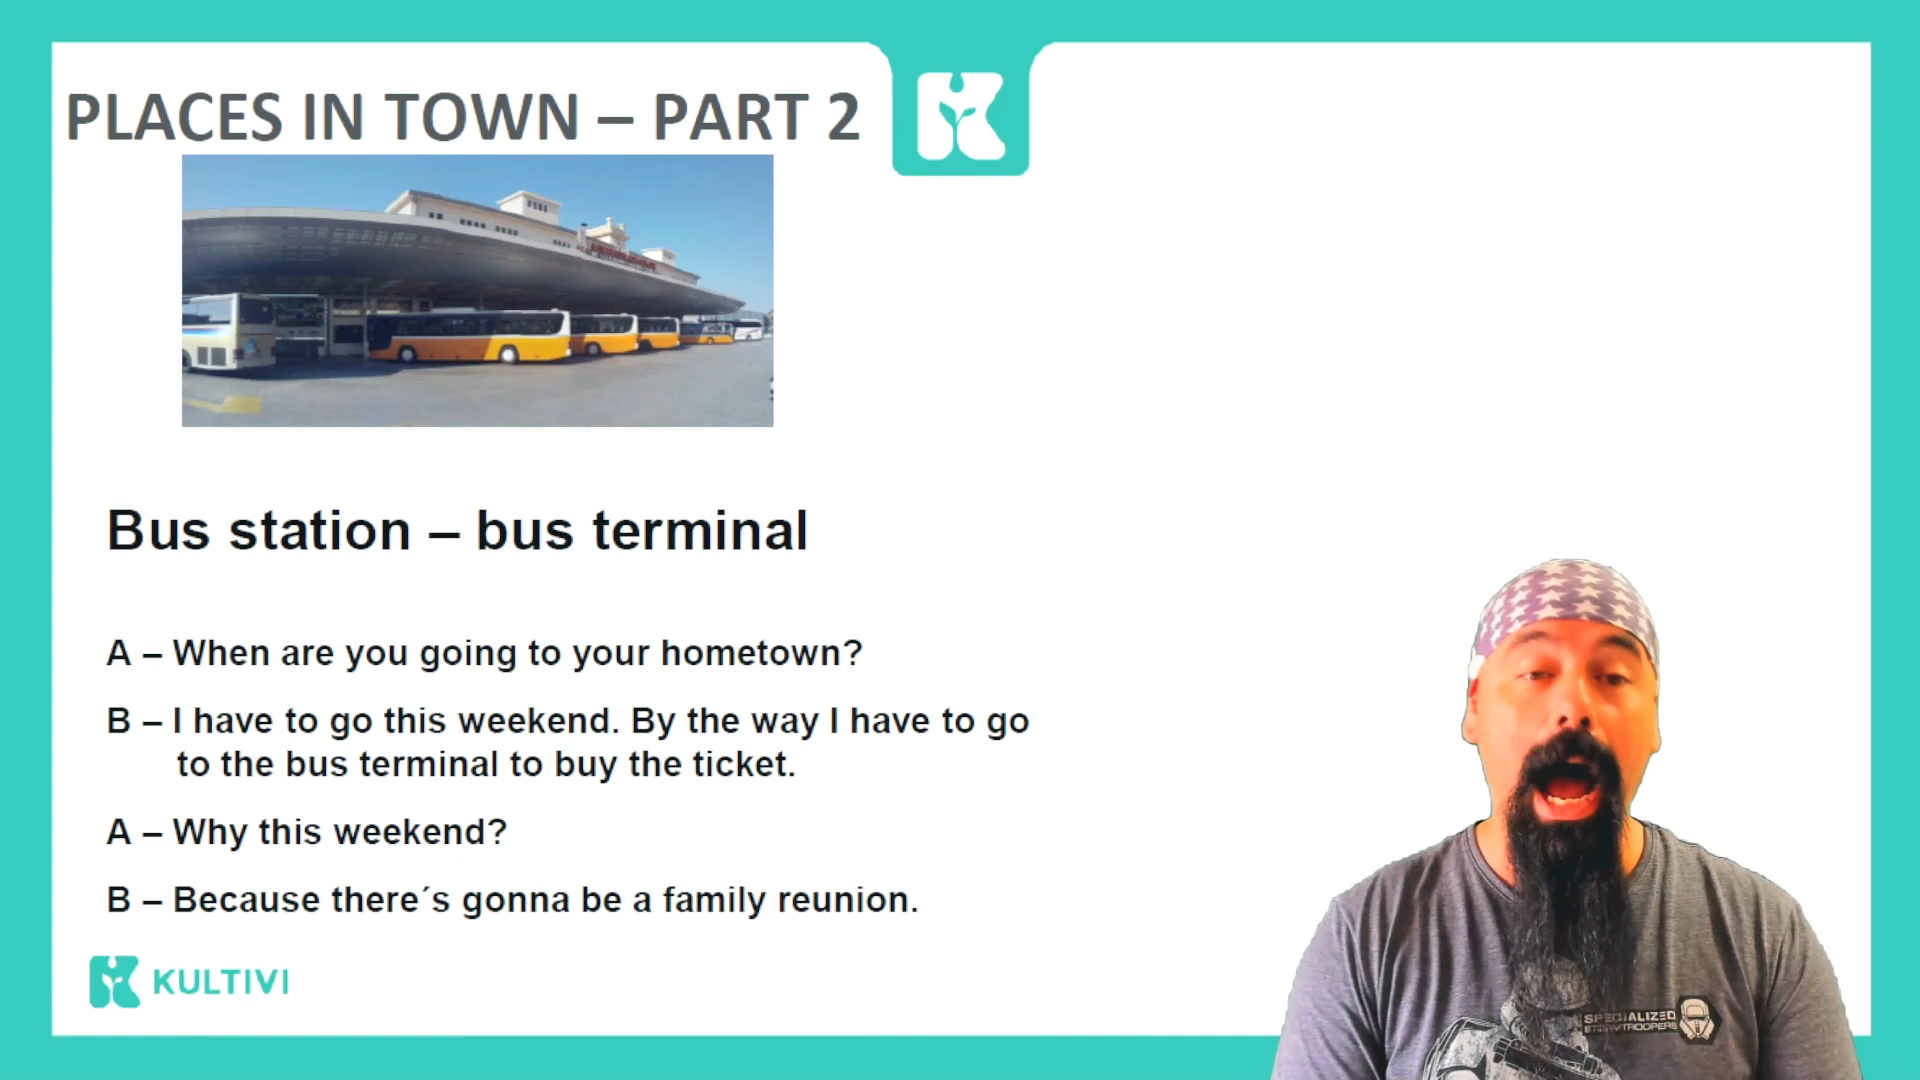 PLACES IN TOWN – PART 2
Bus station – bus terminal
A – When are you going to your hometown?
B – I have to go this weekend. By the way I have to go
to the bus terminal to buy the ticket.
A – Why this weekend?
B – Because there´s gonna be a family reunion.
KULTIVI
SPECIALIZED
STORMTROOPERS